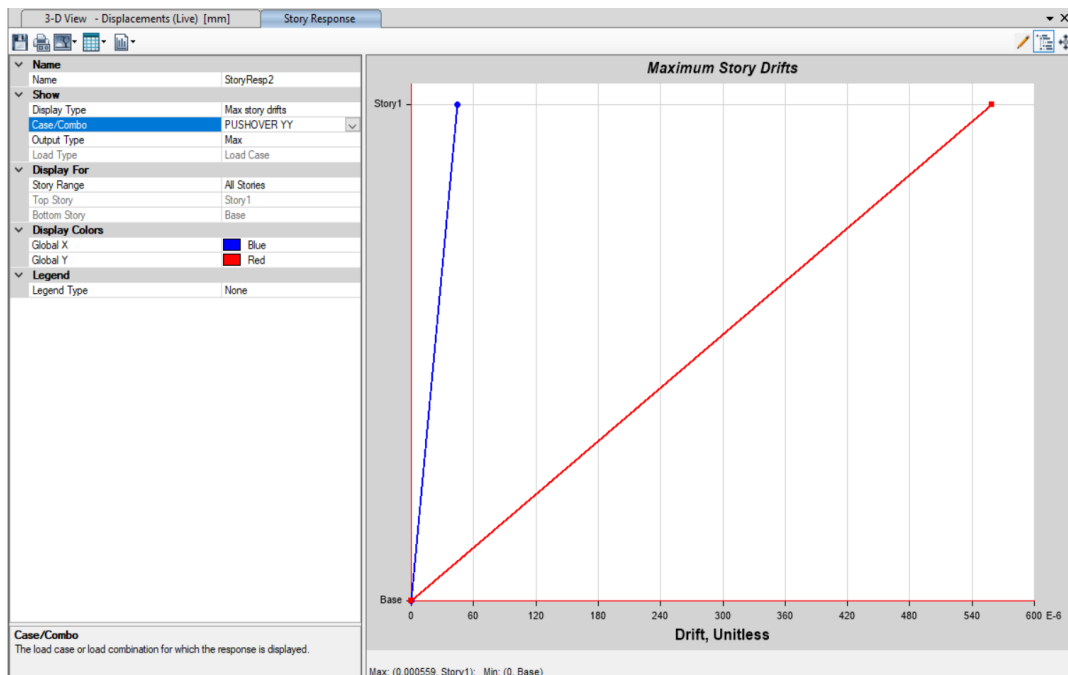 3-D View - Displacements (Live) [mm]
Story Response
Name
Name StoryResp2
Show
Display Type Max story drifts
Case/Combo PUSHOVER YY
Output Type Max
Load Type Load Case
Display For
Story Range All Stories
Top Story Story1
Bottom Story Base
Display Colors
Global X Blue
Global Y Red
Legend
Legend Type None
Case/Combo
The load case or load combination for which the response is displayed.
Maximum Story Drifts
Story1
Base
0 60 120 180 240 300 360 420 480 540 600 E-6
Drift, Unitless
Max: (0.000559, Story1); Min: (0, Base)